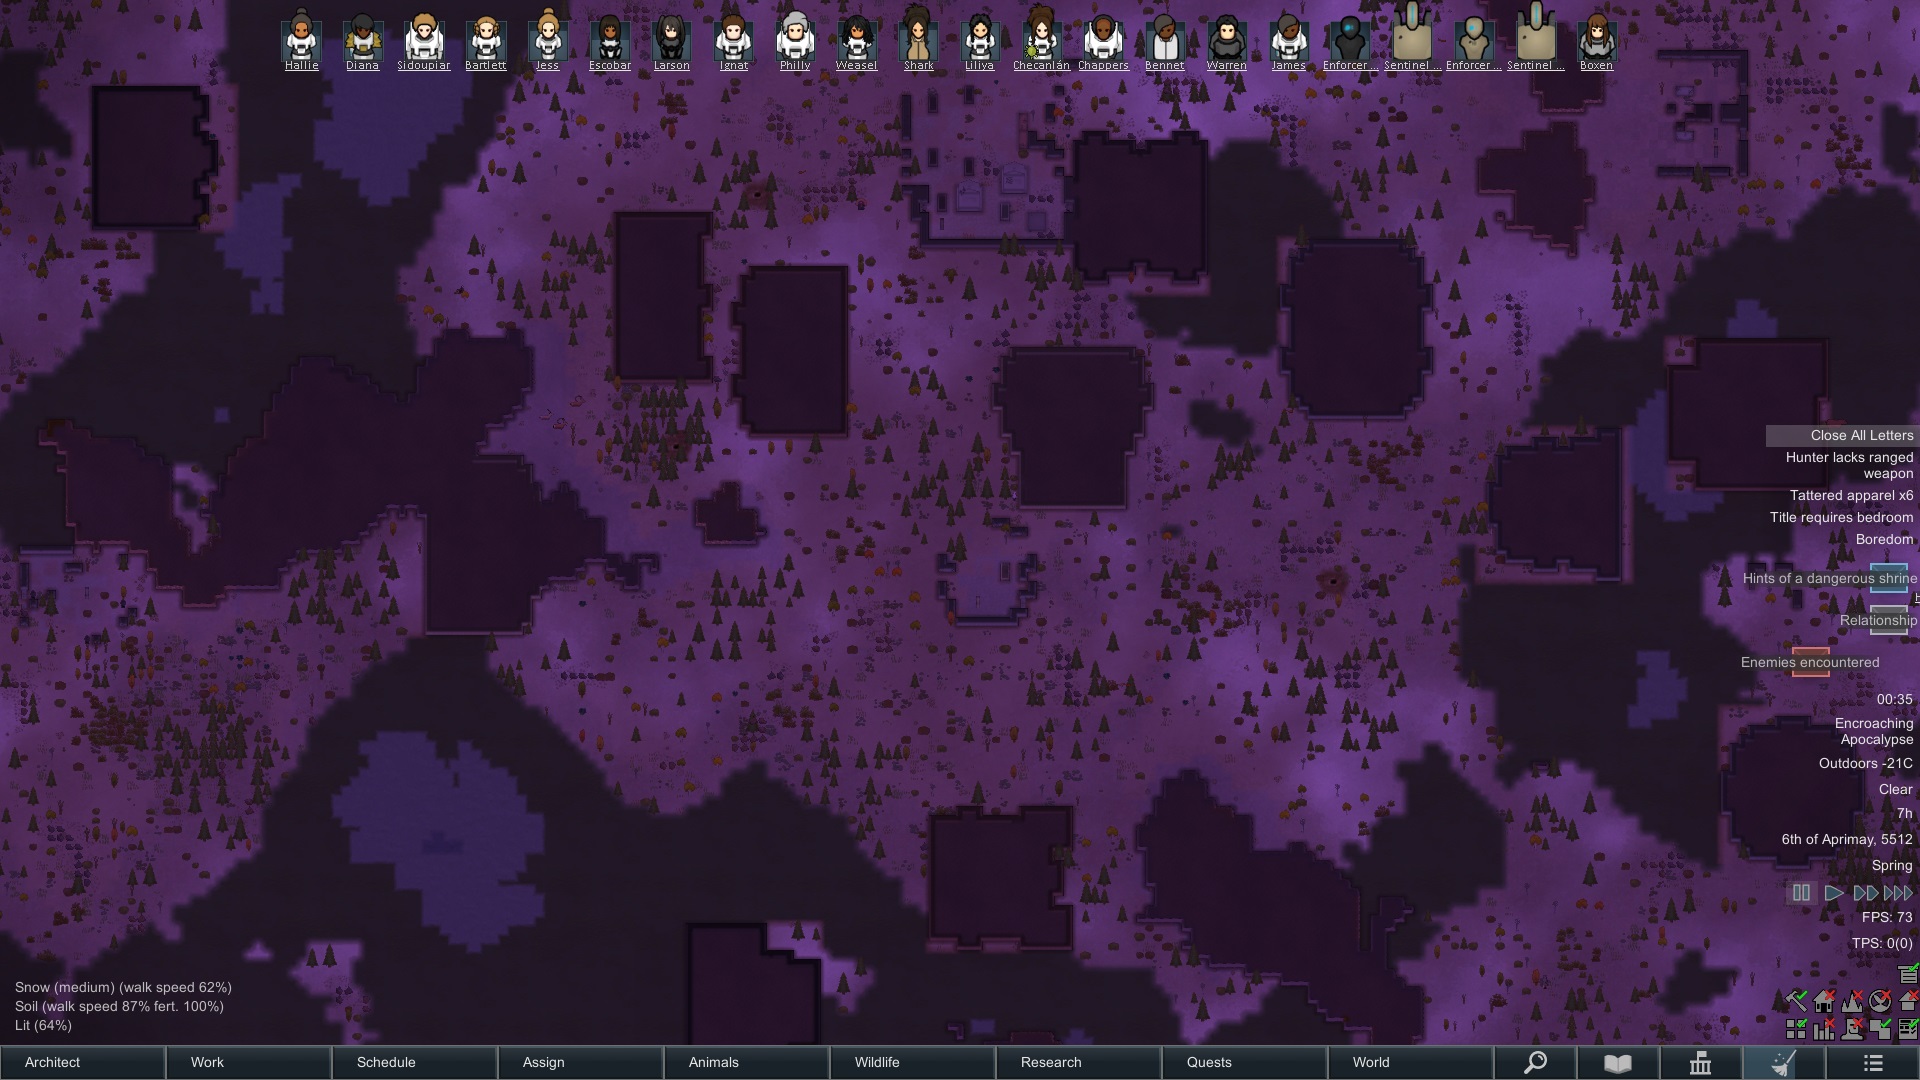 Hallie
Diana
Sidoupiar
Bartlett
Jess
Escobar
Larson
Ignat
Philly
Weasel
Shark
Liliya
Checanlán
Chappers
Bennet
Warren
James
Enforcer ...
Sentinel ...
Enforcer ...
Sentinel ...
Boxen
Close All Letters
Hunter lacks ranged
weapon
Tattered apparel x6
Title requires bedroom
Boredom
Hints of a dangerous shrine
Relationship
Enemies encountered
00:35
Encroaching
Apocalypse
Outdoors -21C
Clear
7h
6th of Aprimay, 5512
Spring
FPS: 73
TPS: 0(0)
Snow (medium) (walk speed 62%)
Soil (walk speed 87% fert. 100%)
Lit (64%)
Architect
Work
Schedule
Assign
Animals
Wildlife
Research
Quests
World